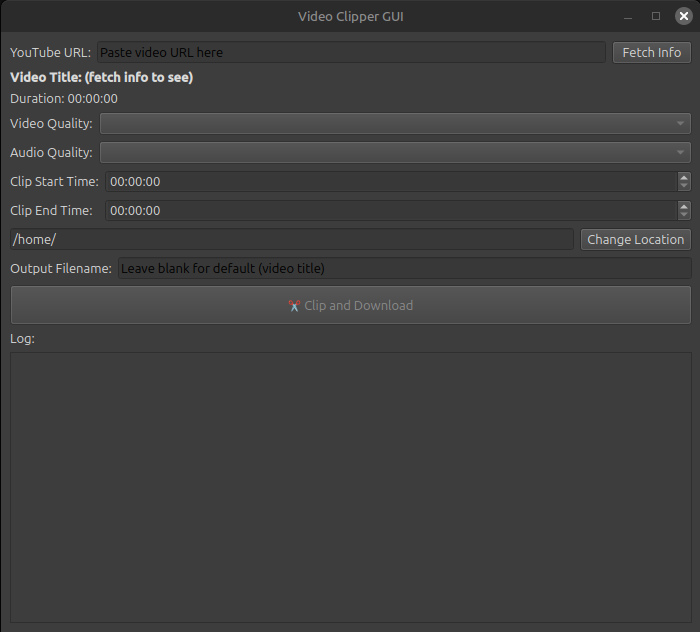 Video Clipper GUI
YouTube URL: Paste video URL here Fetch Info
Video Title: (fetch info to see)
Duration: 00:00:00
Video Quality:
Audio Quality:
Clip Start Time: 00:00:00
Clip End Time: 00:00:00
/home/ Change Location
Output Filename: Leave blank for default (video title)
Clip and Download
Log: